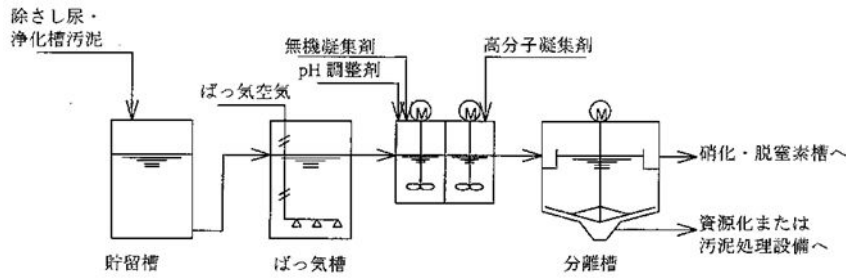 除さし尿・
浄化槽汚泥
無機凝集剤
pH 調整剤
高分子凝集剤
ばっ気空気
M
M
M
硝化・脱窒素槽へ
資源化または
汚泥処理設備へ
貯留槽
ばっ気槽
分離槽